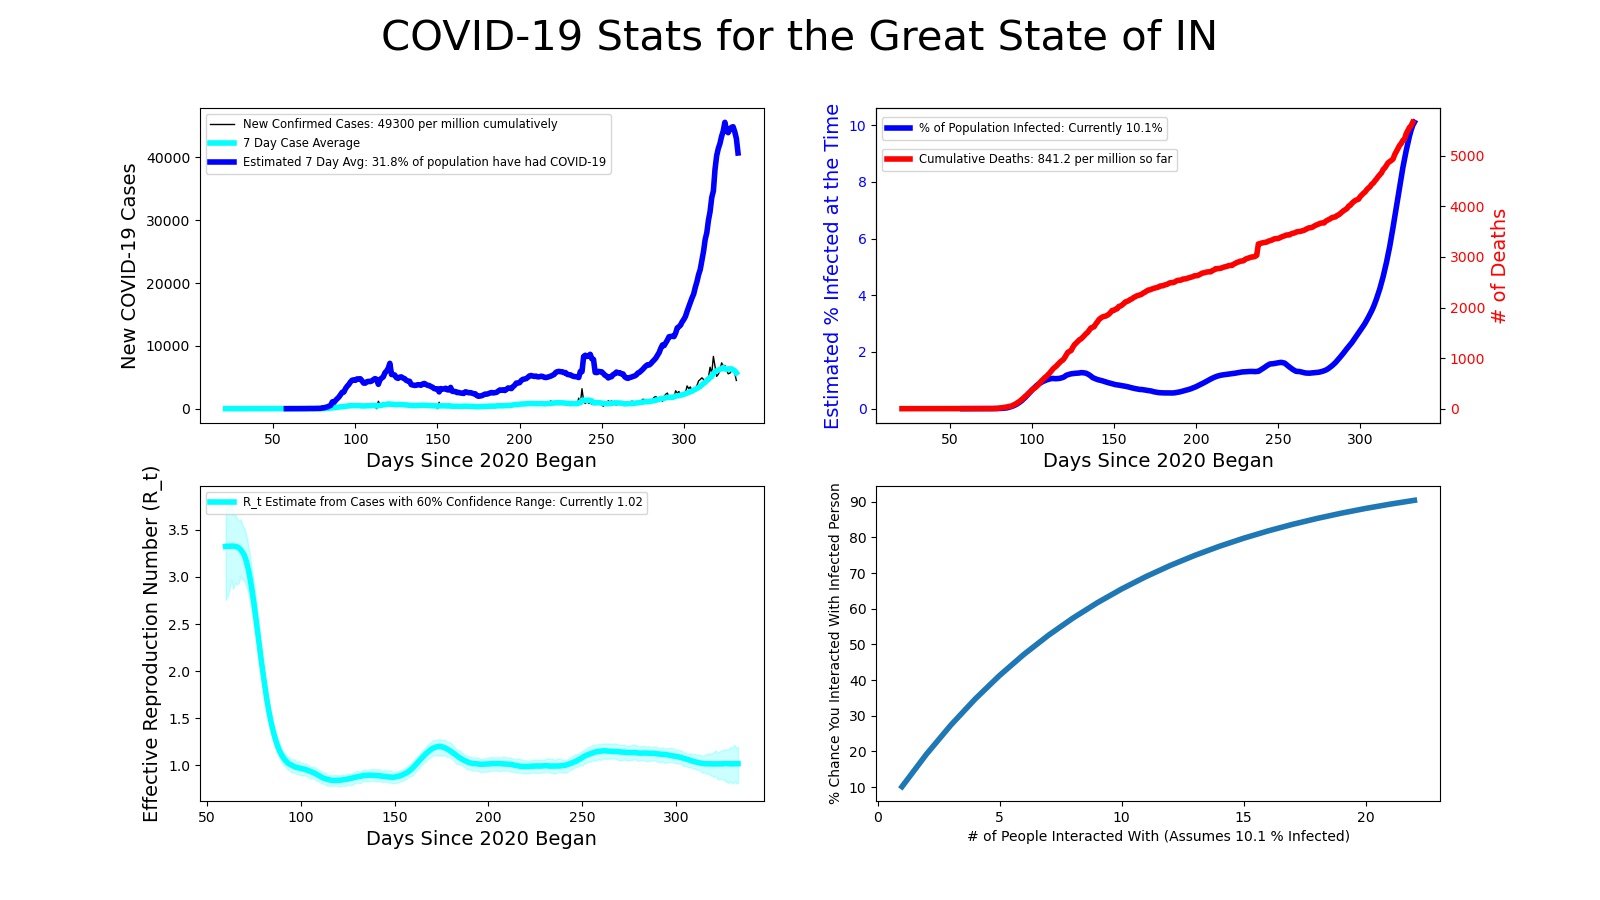 COVID-19 Stats for the Great State of IN
New COVID-19 Cases
40000
30000
20000
10000
0
New Confirmed Cases: 49300 per million cumulatively
7 Day Case Average
Estimated 7 Day Avg: 31.8% of population have had COVID-19
50 100 150 200 250 300
Days Since 2020 Began
Estimated % Infected at the Time
10
8
6
4
2
0
% of Population Infected: Currently 10.1%
Cumulative Deaths: 841.2 per million so far
5000
4000
3000
2000
1000
0
# of Deaths
50 100 150 200 250 300
Days Since 2020 Began
Effective Reproduction Number (R_t)
3.5
3.0
2.5
2.0
1.5
1.0
R_t Estimate from Cases with 60% Confidence Range: Currently 1.02
50 100 150 200 250 300
Days Since 2020 Began
% Chance You Interacted With Infected Person
90
80
70
60
50
40
30
20
10
0 5 10 15 20
# of People Interacted With (Assumes 10.1 % Infected)